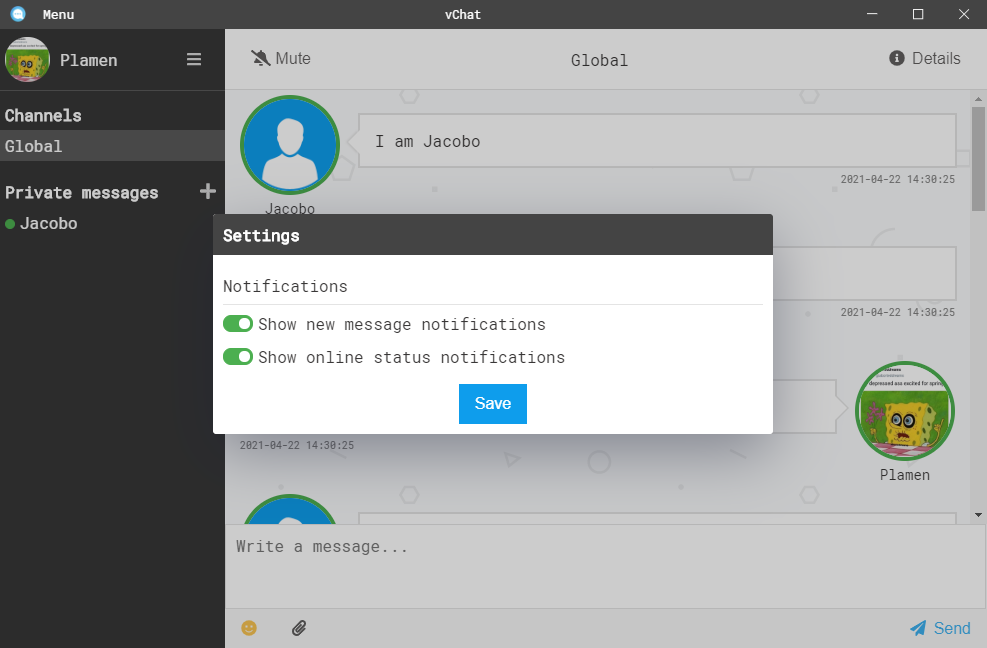 Menu
vChat
Plamen
Mute
Global
Details
Channels
Global
Private messages
Jacobo
I am Jacobo
2021-04-22 14:30:25
Jacobo
Settings
Notifications
Show new message notifications
Show online status notifications
Save
2021-04-22 14:30:25
depressed ass excited for spring
2021-04-22 14:30:25
Plamen
Write a message...
Send